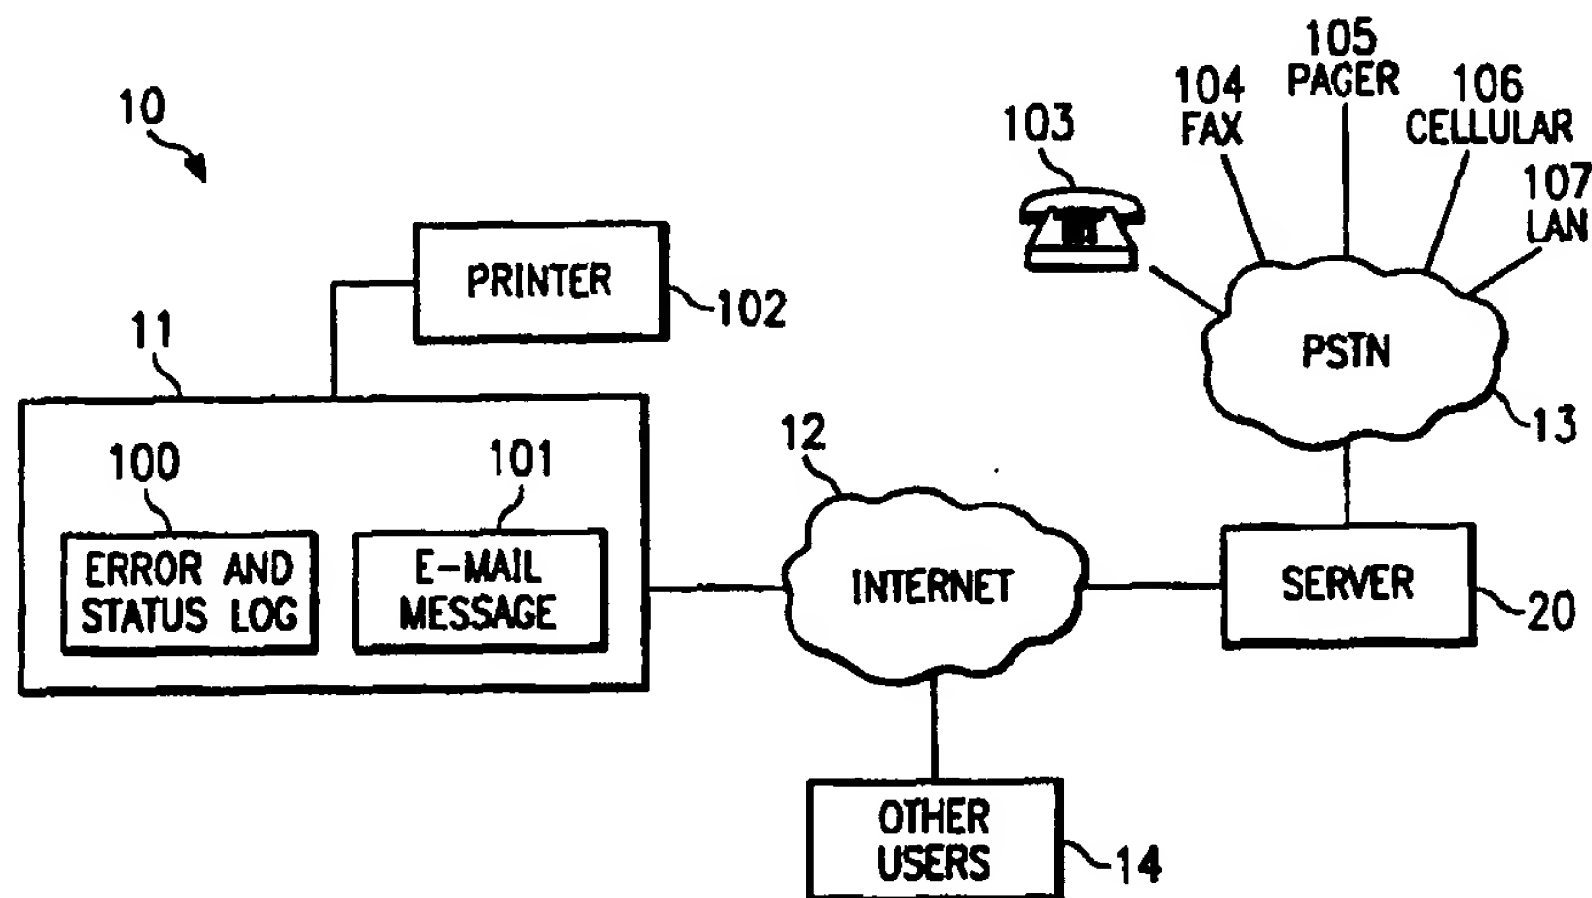 10
PRINTER
102
11
100
ERROR AND
STATUS LOG
101
E-MAIL
MESSAGE
12
INTERNET
OTHER
USERS
14
103
104
FAX
105
PAGER
106
CELLULAR
107
LAN
PSTN
13
SERVER
20